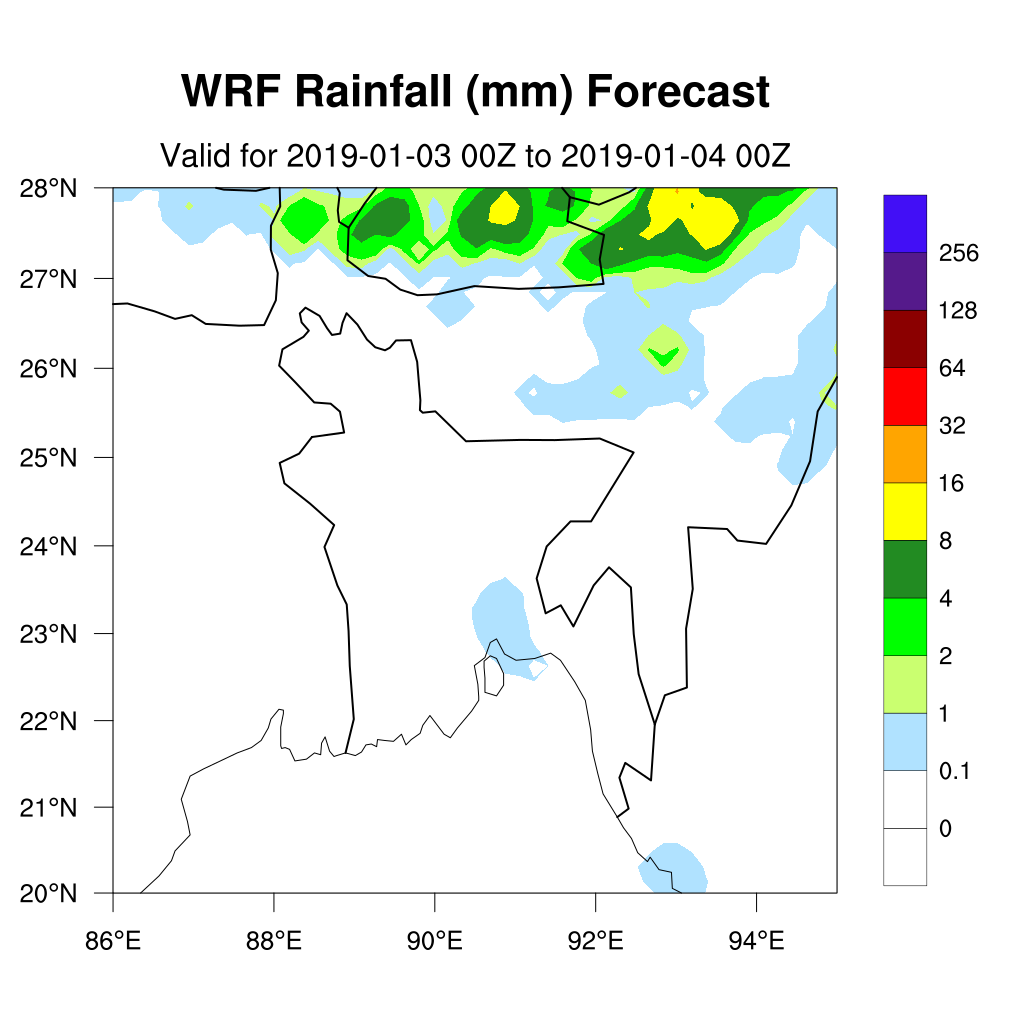 WRF Rainfall (mm) Forecast
Valid for 2019-01-03 00Z to 2019-01-04 00Z
28°N
27°N
26°N
25°N
24°N
23°N
22°N
21°N
20°N
86°E
88°E
90°E
92°E
94°E
256
128
64
32
16
8
4
2
1
0.1
0